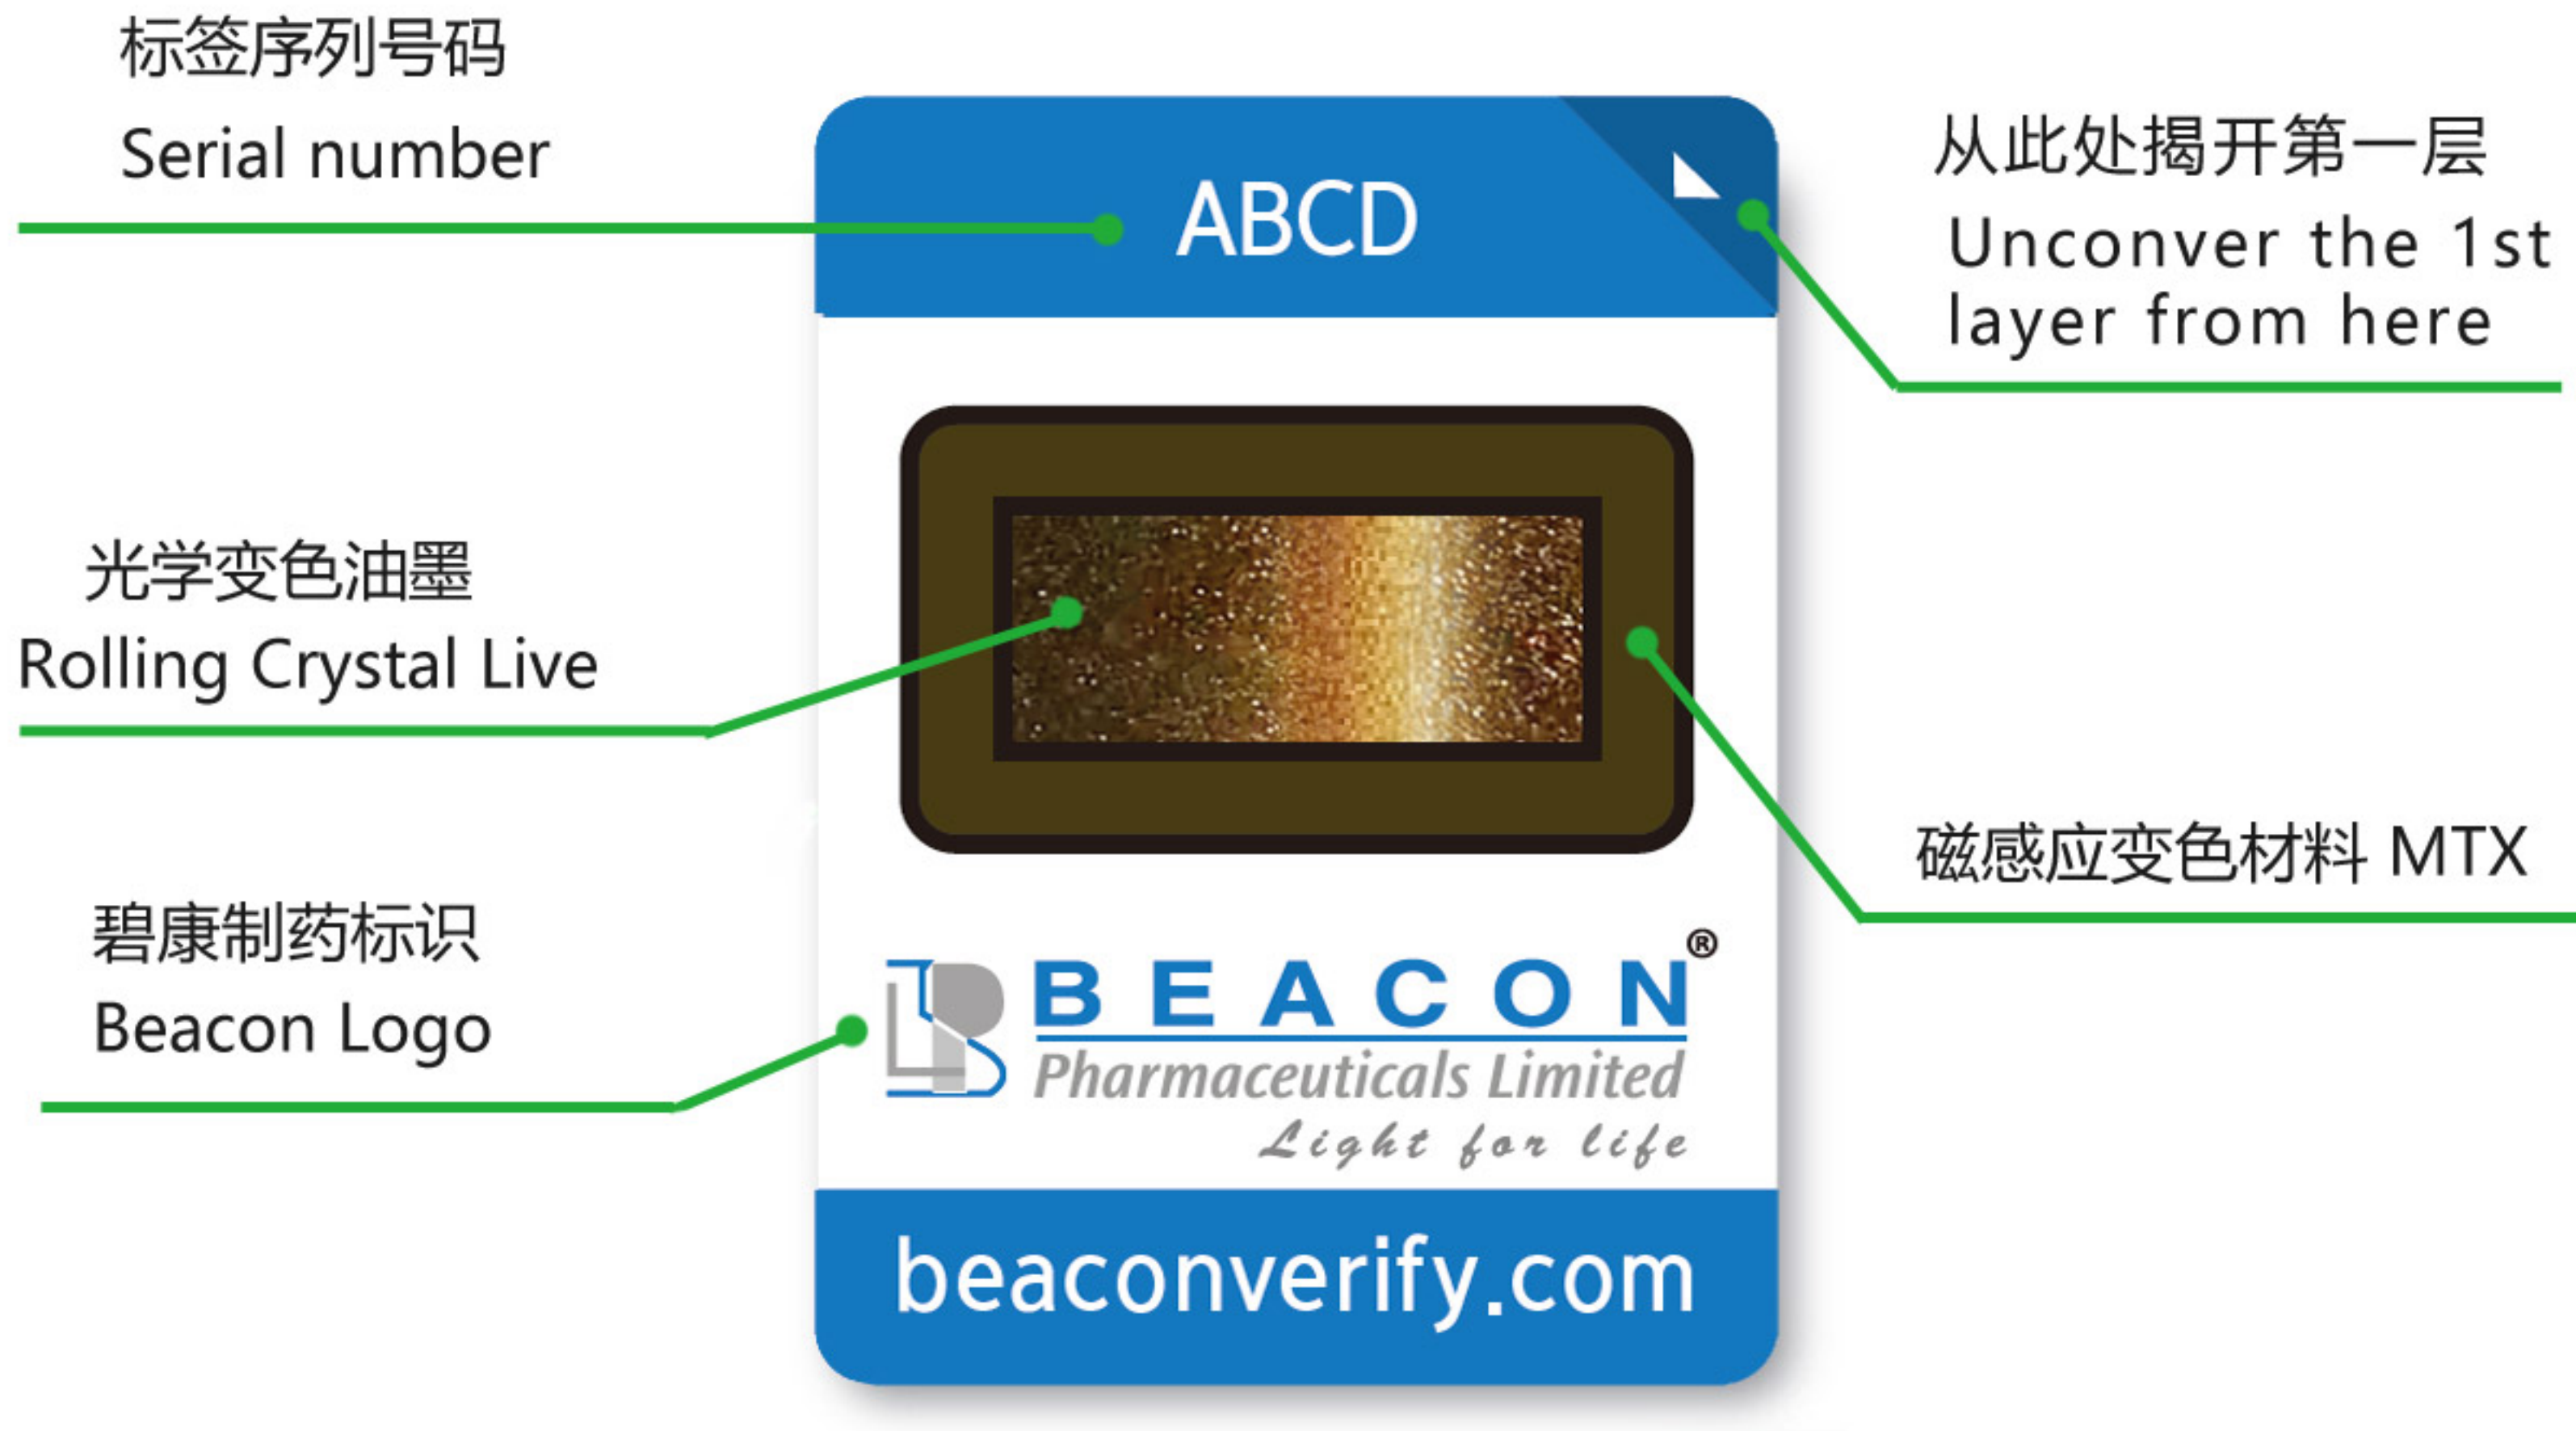 标签序列号码
Serial number
ABCD
从此处揭开第一层
Unconver the 1st
layer from here
光学变色油墨
Rolling Crystal Live
磁感应变色材料 MTX
碧康制药标识
Beacon Logo
BEACON®
Pharmaceuticals Limited
Light for life
beaconverify.com